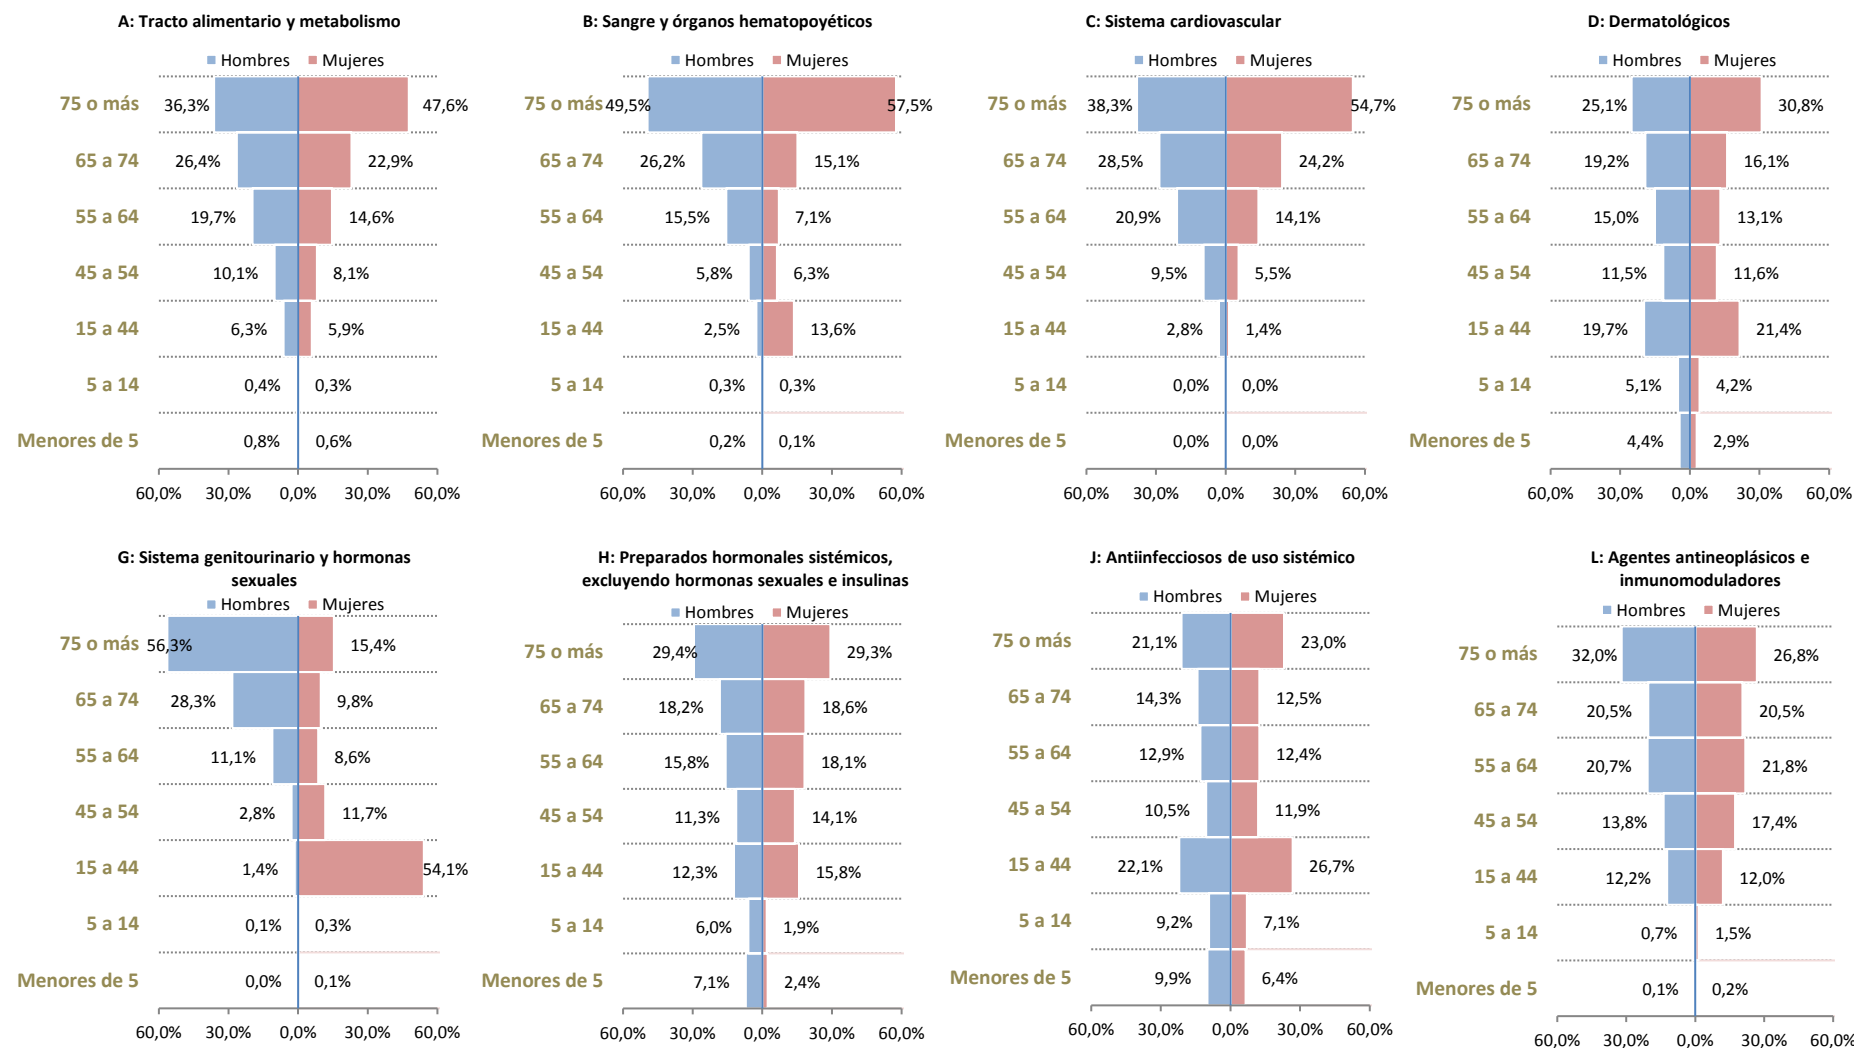 A: Tracto alimentario y metabolismo
Hombres Mujeres
75 o más 36,3% 47,6%
65 a 74 26,4% 22,9%
55 a 64 19,7% 14,6%
45 a 54 10,1% 8,1%
15 a 44 6,3% 5,9%
5 a 14 0,4% 0,3%
Menores de 5 0,8% 0,6%
60,0% 30,0% 0,0% 30,0% 60,0%
B: Sangre y órganos hematopoyéticos
Hombres Mujeres
75 o más 49,5% 57,5%
65 a 74 26,2% 15,1%
55 a 64 15,5% 7,1%
45 a 54 5,8% 6,3%
15 a 44 2,5% 13,6%
5 a 14 0,3% 0,3%
Menores de 5 0,2% 0,1%
60,0% 30,0% 0,0% 30,0% 60,0%
C: Sistema cardiovascular
Hombres Mujeres
75 o más 38,3% 54,7%
65 a 74 28,5% 24,2%
55 a 64 20,9% 14,1%
45 a 54 9,5% 5,5%
15 a 44 2,8% 1,4%
5 a 14 0,0% 0,0%
Menores de 5 0,0% 0,0%
60,0% 30,0% 0,0% 30,0% 60,0%
D: Dermatológicos
Hombres Mujeres
75 o más 25,1% 30,8%
65 a 74 19,2% 16,1%
55 a 64 15,0% 13,1%
45 a 54 11,5% 11,6%
15 a 44 19,7% 21,4%
5 a 14 5,1% 4,2%
Menores de 5 4,4% 2,9%
60,0% 30,0% 0,0% 30,0% 60,0%
G: Sistema genitourinario y hormonas
sexuales
Hombres Mujeres
75 o más 56,3% 15,4%
65 a 74 28,3% 9,8%
55 a 64 11,1% 8,6%
45 a 54 2,8% 11,7%
15 a 44 1,4% 54,1%
5 a 14 0,1% 0,3%
Menores de 5 0,0% 0,1%
60,0% 30,0% 0,0% 30,0% 60,0%
H: Preparados hormonales sistémicos,
excluyendo hormonas sexuales e insulinas
Hombres Mujeres
75 o más 29,4% 29,3%
65 a 74 18,2% 18,6%
55 a 64 15,8% 18,1%
45 a 54 11,3% 14,1%
15 a 44 12,3% 15,8%
5 a 14 6,0% 1,9%
Menores de 5 7,1% 2,4%
60,0% 30,0% 0,0% 30,0% 60,0%
J: Antiinfecciosos de uso sistémico
Hombres Mujeres
75 o más 21,1% 23,0%
65 a 74 14,3% 12,5%
55 a 64 12,9% 12,4%
45 a 54 10,5% 11,9%
15 a 44 22,1% 26,7%
5 a 14 9,2% 7,1%
Menores de 5 9,9% 6,4%
60,0% 30,0% 0,0% 30,0% 60,0%
L: Agentes antineoplásicos e
inmunomoduladores
Hombres Mujeres
75 o más 32,0% 26,8%
65 a 74 20,5% 20,5%
55 a 64 20,7% 21,8%
45 a 54 13,8% 17,4%
15 a 44 12,2% 12,0%
5 a 14 0,7% 1,5%
Menores de 5 0,1% 0,2%
60,0% 30,0% 0,0% 30,0% 60,0%